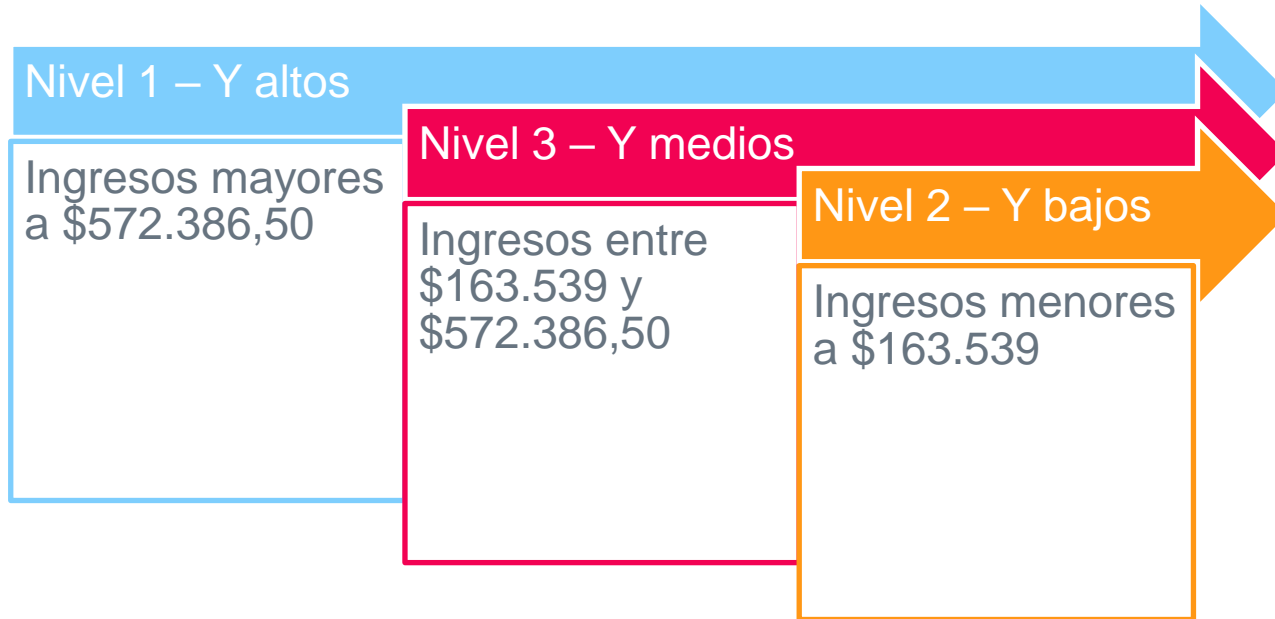 Nivel 1 – Y altos
Ingresos mayores
a $572.386,50
Nivel 3 – Y medios
Ingresos entre
$163.539 y
$572.386,50
Nivel 2 – Y bajos
Ingresos menores
a $163.539